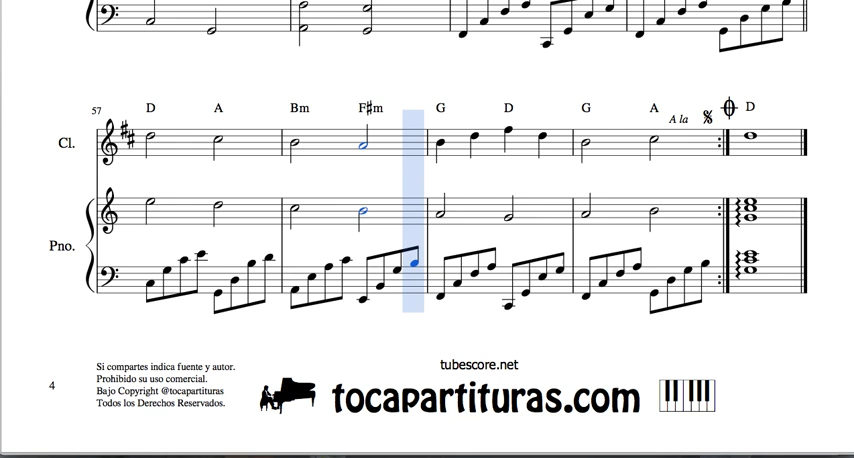 57 D A Bm F♯m G D G A A la D
Cl.
Pno.
Si compartes indica fuente y autor.
Prohibido su uso comercial.
Bajo Copyright @tocapartituras
Todos los Derechos Reservados.
4
tubescore.net
tocapartituras.com